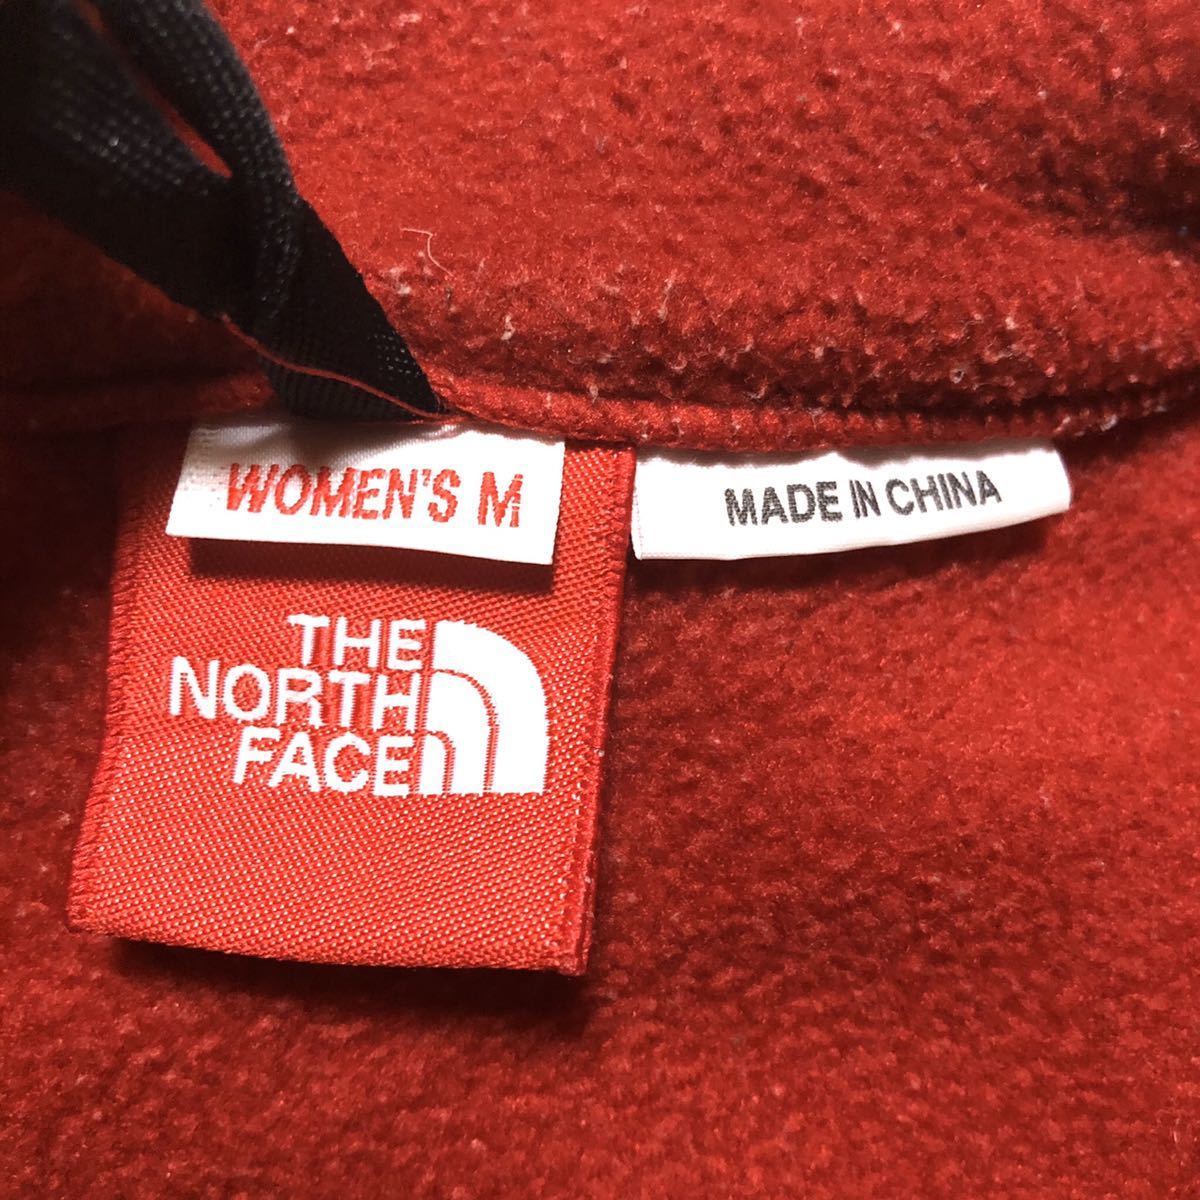 WOMEN'S M
MADE IN CHINA
THE
NORTH
FACE